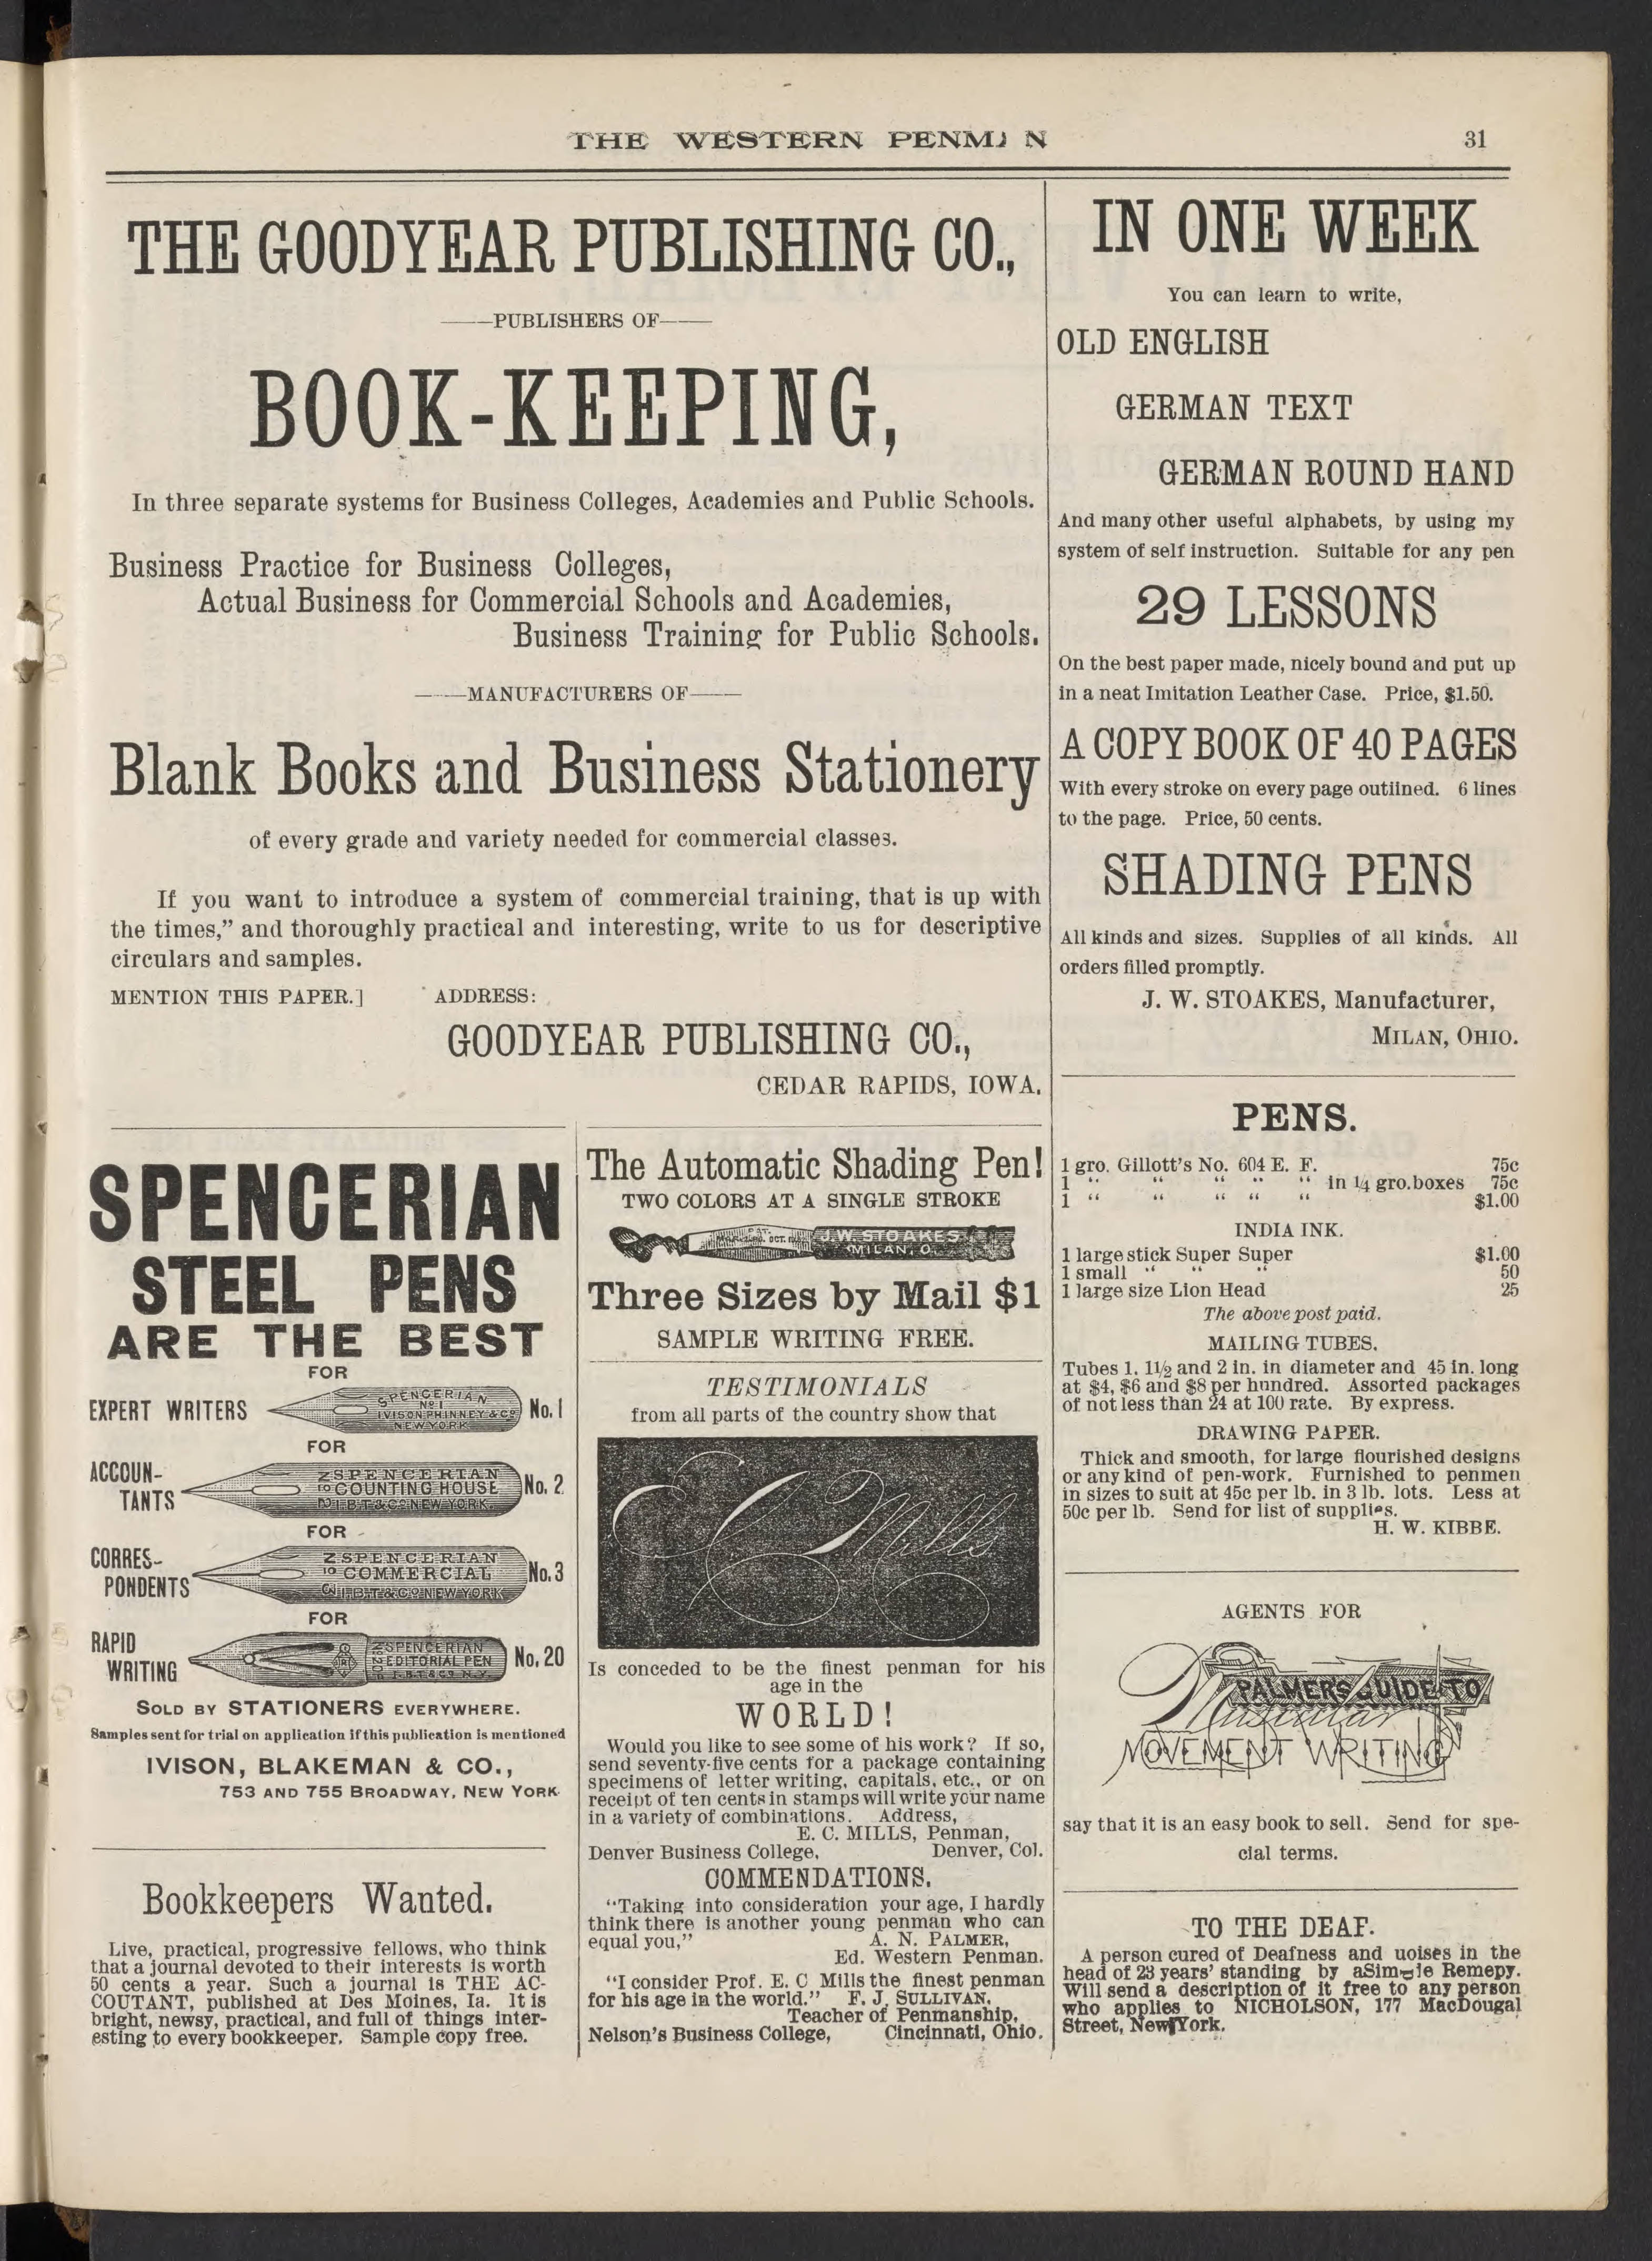 THE WESTERN PENM N
31
THE GOODYEAR PUBLISHING CO.,
——PUBLISHERS OF——
BOOK-KEEPING,
In three separate systems for Business Colleges, Academies and Public Schools.
Business Practice for Business Colleges,
Actual Business for Commercial Schools and Academies,
Business Training for Public Schools.
——MANUFACTURERS OF——
Blank Books and Business Stationery
of every grade and variety needed for commercial classes.
If you want to introduce a system of commercial training, that is up with
the times,” and thoroughly practical and interesting, write to us for descriptive
circulars and samples.
MENTION THIS PAPER.] ADDRESS:
GOODYEAR PUBLISHING CO.,
CEDAR RAPIDS, IOWA.
SPENCERIAN
STEEL PENS
ARE THE BEST
FOR
EXPERT WRITERS
SPENCERIAN
No 1
IVISON PHINNEY & Co
NEW YORK
No. 1
FOR
ACCOUN-
TANTS
SPENCERIAN
COUNTING HOUSE
I.B.T & Co NEW YORK.
No. 2
FOR
CORRES-
PONDENTS
SPENCERIAN
COMMERCIAL
I.B.T & Co NEW YORK
No. 3
FOR
RAPID
WRITING
SPENCERIAN
EDITORIAL PEN
I.B.T & Co N.Y.
No. 20
SOLD BY STATIONERS EVERYWHERE.
Samples sent for trial on application if this publication is mentioned
IVISON, BLAKEMAN & CO.,
753 AND 755 BROADWAY, NEW YORK.
Bookkeepers Wanted.
Live, practical, progressive fellows, who think
that a journal devoted to their interests is worth
50 cents a year. Such a journal is THE AC-
COUTANT, published at Des Moines, Ia. It is
bright, newsy, practical, and full of things inter-
esting to every bookkeeper. Sample copy free.
The Automatic Shading Pen!
TWO COLORS AT A SINGLE STROKE
PAT. OCT.
J.W. STOAKES
MILAN, O.
Three Sizes by Mail $1
SAMPLE WRITING FREE.
TESTIMONIALS
from all parts of the country show that
E C Mills
Is conceded to be the finest penman for his
age in the
WORLD!
Would you like to see some of his work? If so,
send seventy-five cents for a package containing
specimens of letter writing, capitals, etc., or on
receipt of ten cents in stamps will write your name
in a variety of combinations. Address,
E. C. MILLS, Penman,
Denver Business College, Denver, Col.
COMMENDATIONS.
“Taking into consideration your age, I hardly
think there is another young penman who can
equal you,” A. N. PALMER,
Ed. Western Penman.
“I consider Prof. E. C Mills the finest penman
for his age in the world.” F. J. SULLIVAN,
Teacher of Penmanship,
Nelson’s Business College, Cincinnati, Ohio.
IN ONE WEEK
You can learn to write,
OLD ENGLISH
GERMAN TEXT
GERMAN ROUND HAND
And many other useful alphabets, by using my
system of self instruction. Suitable for any pen
29 LESSONS
On the best paper made, nicely bound and put up
in a neat Imitation Leather Case. Price, $1.50.
A COPY BOOK OF 40 PAGES
With every stroke on every page outlined. 6 lines
to the page. Price, 50 cents.
SHADING PENS
All kinds and sizes. Supplies of all kinds. All
orders filled promptly.
J. W. STOAKES, Manufacturer,
MILAN, OHIO.
PENS.
1 gro. Gillott’s No. 604 E. F. 75c
1 “ “ “ “ “ in 1/4 gro. boxes 75c
1 “ “ “ “ “ $1.00
INDIA INK.
1 large stick Super Super $1.00
1 small “ “ “ 50
1 large size Lion Head 25
The above post paid.
MAILING TUBES.
Tubes 1, 11/2 and 2 in. in diameter and 45 in. long
at $4, $6 and $8 per hundred. Assorted packages
of not less than 24 at 100 rate. By express.
DRAWING PAPER.
Thick and smooth, for large flourished designs
or any kind of pen-work. Furnished to penmen
in sizes to suit at 45c per lb. in 3 lb. lots. Less at
50c per lb. Send for list of supplies.
H. W. KIBBE.
AGENTS FOR
PALMER'S GUIDE TO
Muscular
MOVEMENT WRITING
say that it is an easy book to sell. Send for spe-
cial terms.
TO THE DEAF.
A person cured of Deafness and uoises in the
head of 23 years’ standing by a Simple Remepy.
Will send a description of it free to any person
who applies to NICHOLSON, 177 MacDougal
Street, New York.